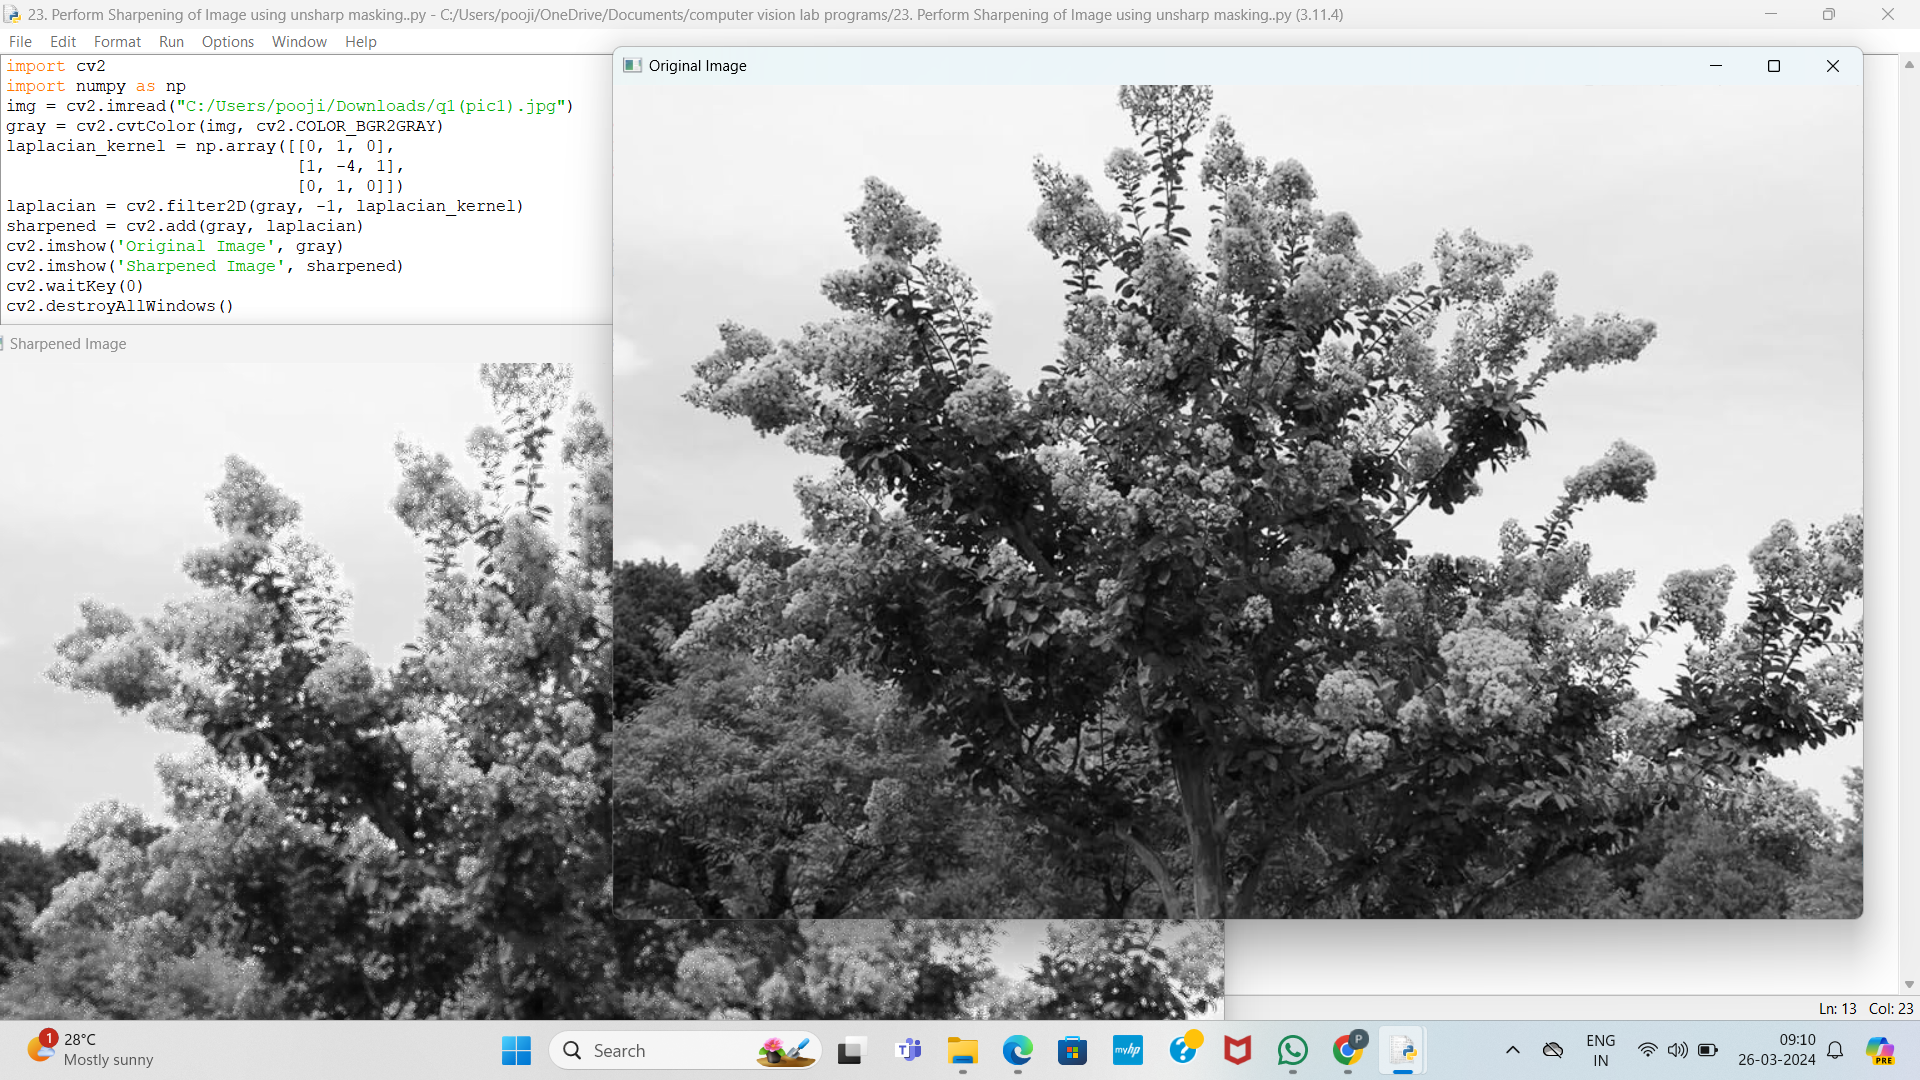 23. Perform Sharpening of Image using unsharp masking..py - C:/Users/pooji/OneDrive/Documents/computer vision lab programs/23. Perform Sharpening of Image using unsharp masking..py (3.11.4)
File Edit Format Run Options Window Help
import cv2
import numpy as np
img = cv2.imread("C:/Users/pooji/Downloads/q1(pic1).jpg")
gray = cv2.cvtColor(img, cv2.COLOR_BGR2GRAY)
laplacian_kernel = np.array([[0, 1, 0],
[1, -4, 1],
[0, 1, 0]])
laplacian = cv2.filter2D(gray, -1, laplacian_kernel)
sharpened = cv2.add(gray, laplacian)
cv2.imshow('Original Image', gray)
cv2.imshow('Sharpened Image', sharpened)
cv2.waitKey(0)
cv2.destroyAllWindows()
Original Image
Sharpened Image
Ln: 13 Col: 23
1
28°C
Mostly sunny
Search
myhp
P
ENG
IN
09:10
26-03-2024
PRE